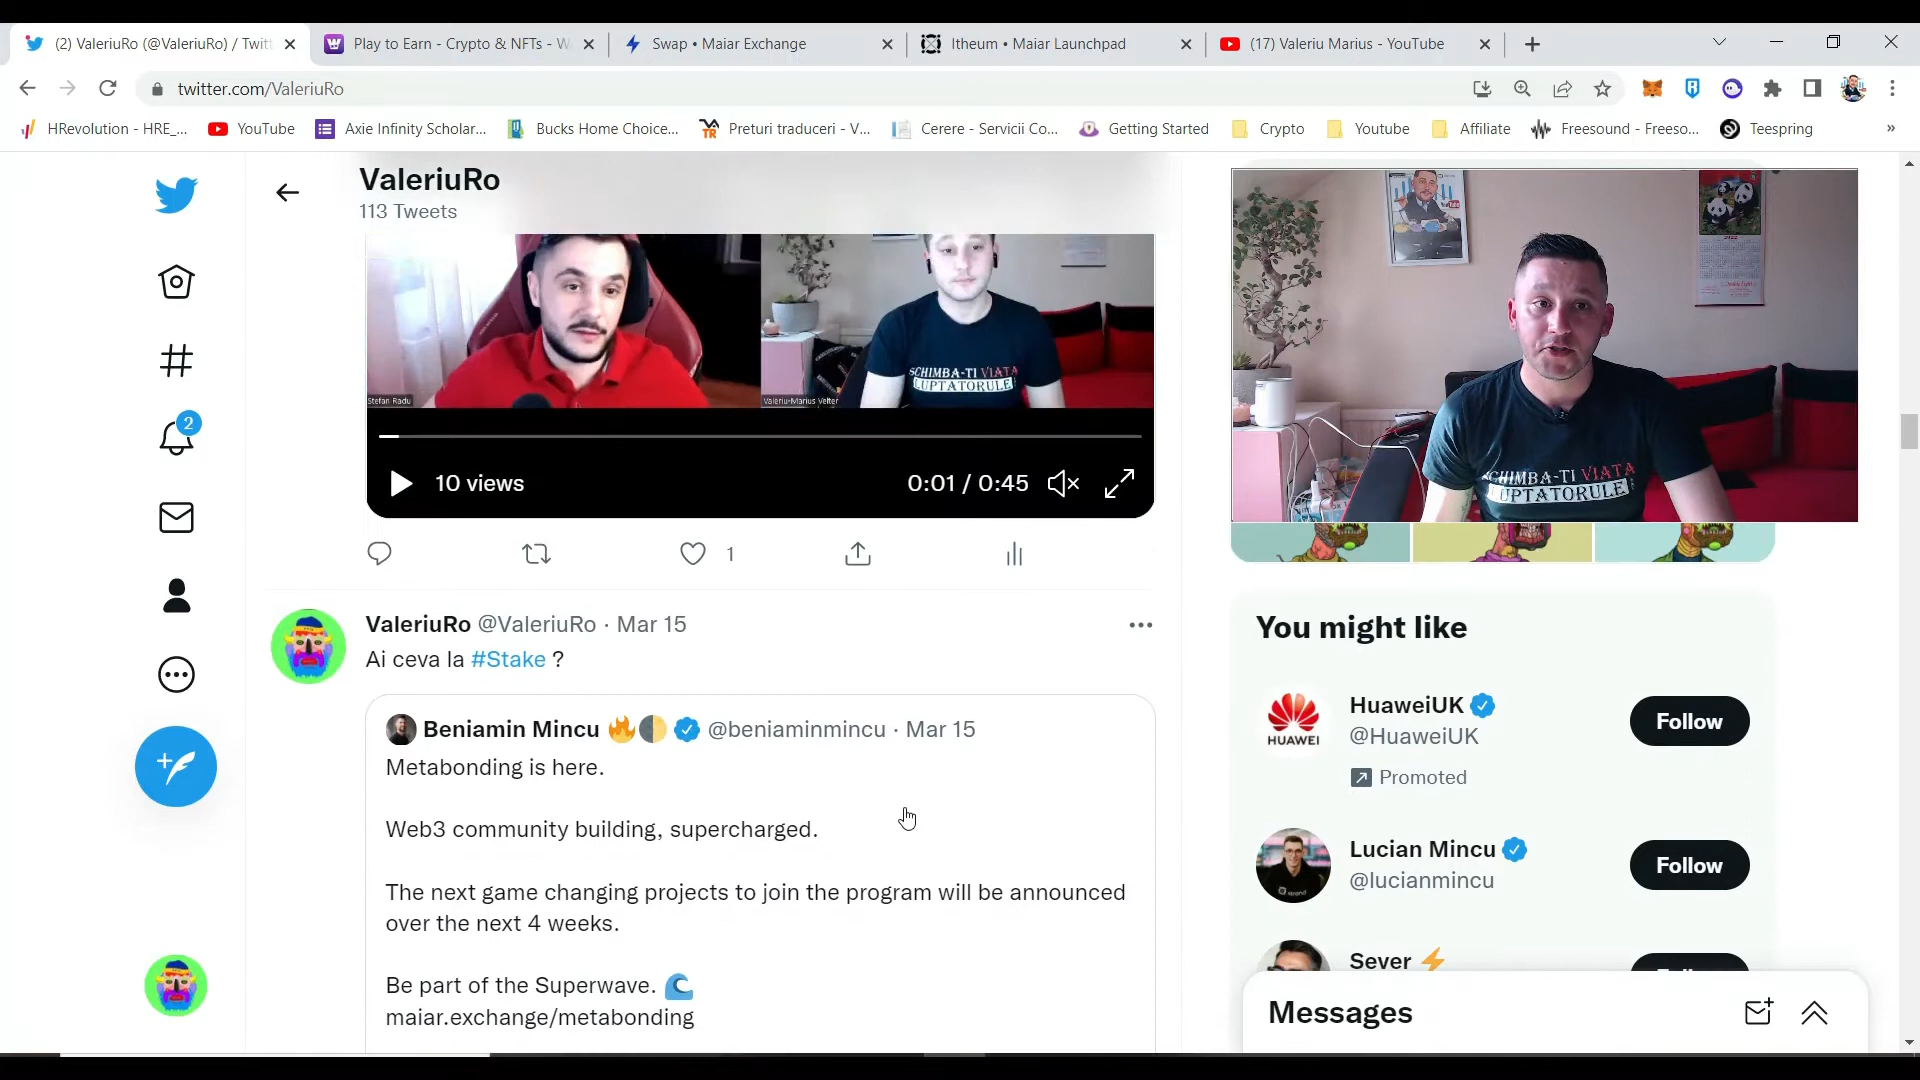 (2) ValeriuRo (@ValeriuRo) / Twitt
Play to Earn - Crypto & NFTs - W
Swap • Maiar Exchange
Itheum • Maiar Launchpad
(17) Valeriu Marius - YouTube
twitter.com/ValeriuRo
HRevolution - HRE_...
YouTube
Axie Infinity Scholar...
Bucks Home Choice...
Preturi traduceri - V...
Cerere - Servicii Co...
Getting Started
Crypto
Youtube
Affiliate
Freesound - Freeso...
Teespring
»
ValeriuRo
113 Tweets
SCHIMBA-TI VIATA
LUPTATORULE
Stefan Radu
Valeriu-Marius Velter
10 views
0:01 / 0:45
1
2
ValeriuRo @ValeriuRo · Mar 15
Ai ceva la #Stake ?
Beniamin Mincu 🔥🌗 @beniaminmincu · Mar 15
Metabonding is here.
Web3 community building, supercharged.
The next game changing projects to join the program will be announced
over the next 4 weeks.
Be part of the Superwave. 🌊
maiar.exchange/metabonding
2022
CHIMBA-TI VIATA
UPTATORULE
You might like
HUAWEI
HuaweiUK
@HuaweiUK
Promoted
Follow
Lucian Mincu
@lucianmincu
Follow
Sever ⚡
Messages